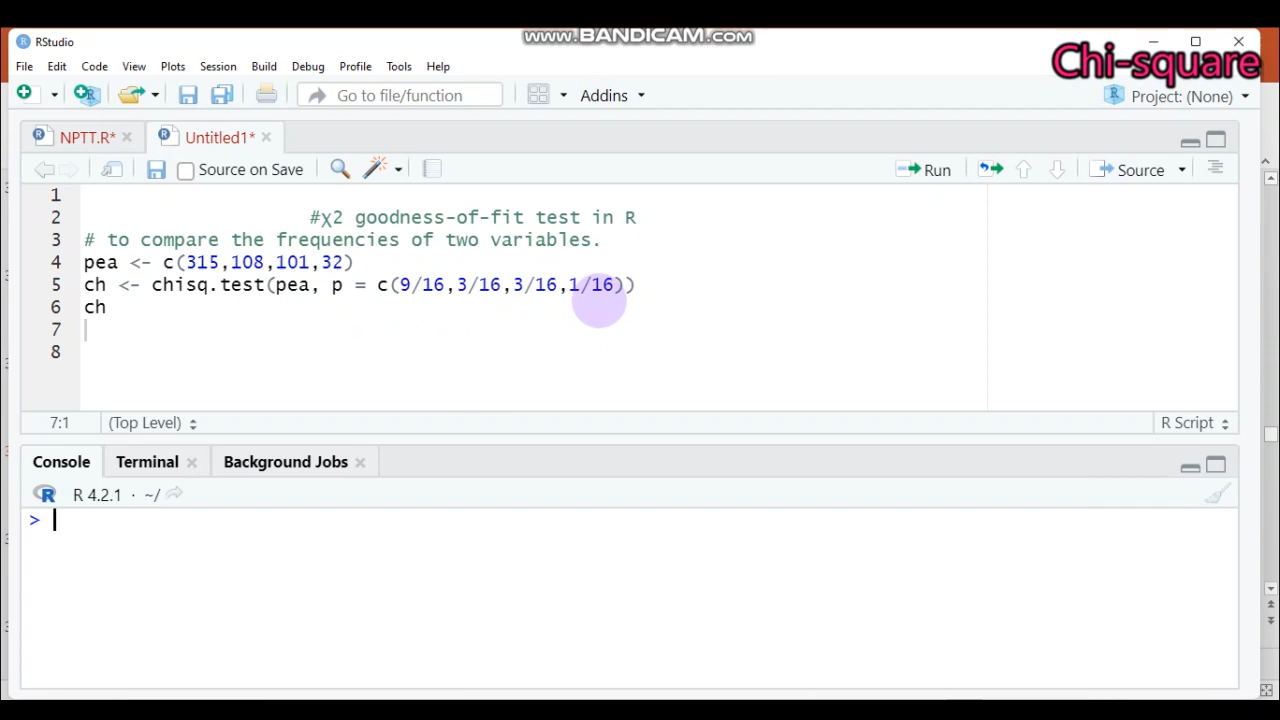 www.BANDICAM.com
RStudio
Chi-square
File Edit Code View Plots Session Build Debug Profile Tools Help
Go to file/function Addins Project: (None)
NPTT.R* Untitled1*
Source on Save Run Source
1
2 #χ2 goodness-of-fit test in R
3 # to compare the frequencies of two variables.
4 pea <- c(315,108,101,32)
5 ch <- chisq.test(pea, p = c(9/16,3/16,3/16,1/16))
6 ch
7
8
7:1 (Top Level) R Script
Console Terminal Background Jobs
R 4.2.1 · ~/
>